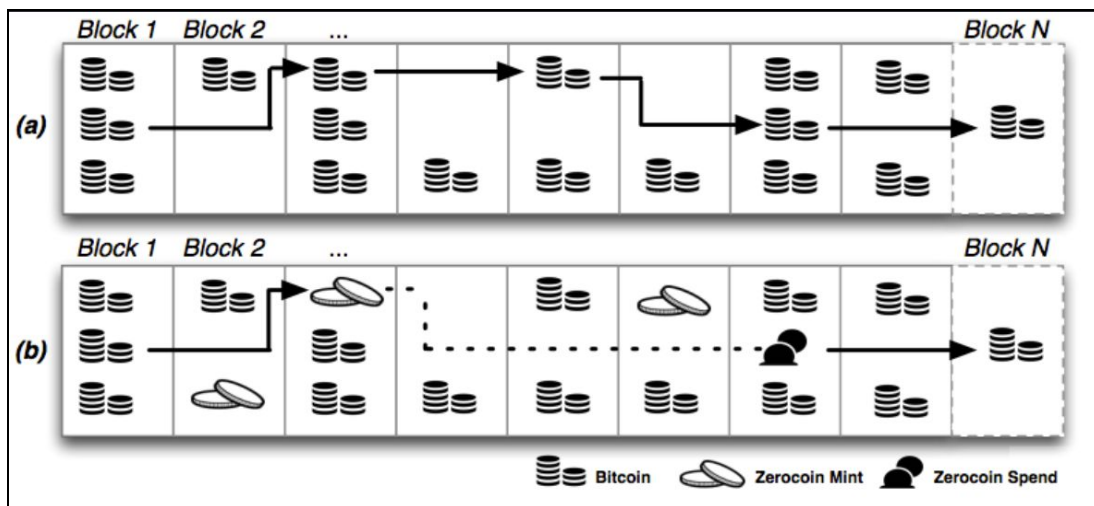 Block 1 Block 2 ... Block N
(a)
Block 1 Block 2 ... Block N
(b)
Bitcoin Zerocoin Mint Zerocoin Spend